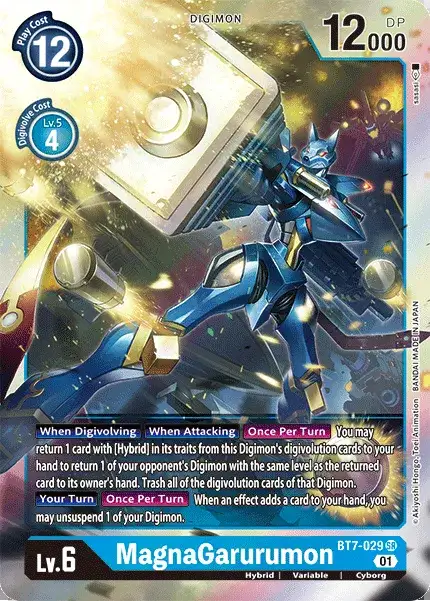 Play Cost
12
DIGIMON
DP
12000
Digivolve Cost
Lv.5
4
sasasi
When Digivolving When Attacking Once Per Turn You may
return 1 card with [Hybrid] in its traits from this Digimon's digivolution cards to your
hand to return 1 of your opponent's Digimon with the same level as the returned
card to its owner's hand. Trash all of the digivolution cards of that Digimon.
Your Turn Once Per Turn When an effect adds a card to your hand, you
may unsuspend 1 of your Digimon.
©Akiyoshi Hongo, Toei Animation BANDAI MADE IN JAPAN
Lv.6
MagnaGarurumon
BT7-029 SR
01
Hybrid | Variable | Cyborg